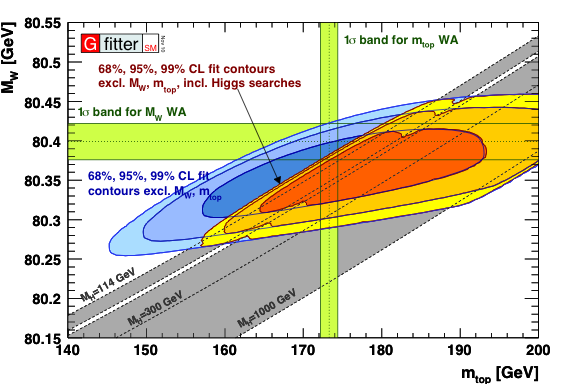 M_W [GeV]
80.55
80.5
80.45
80.4
80.35
80.3
80.25
80.2
80.15
G fitter SM
Nov 10
1σ band for m_top WA
68%, 95%, 99% CL fit contours
excl. M_W, m_top, incl. Higgs searches
1σ band for M_W WA
68%, 95%, 99% CL fit
contours excl. M_W, m_top
M_H=114 GeV
M_H=300 GeV
M_H=1000 GeV
140 150 160 170 180 190 200
m_top [GeV]